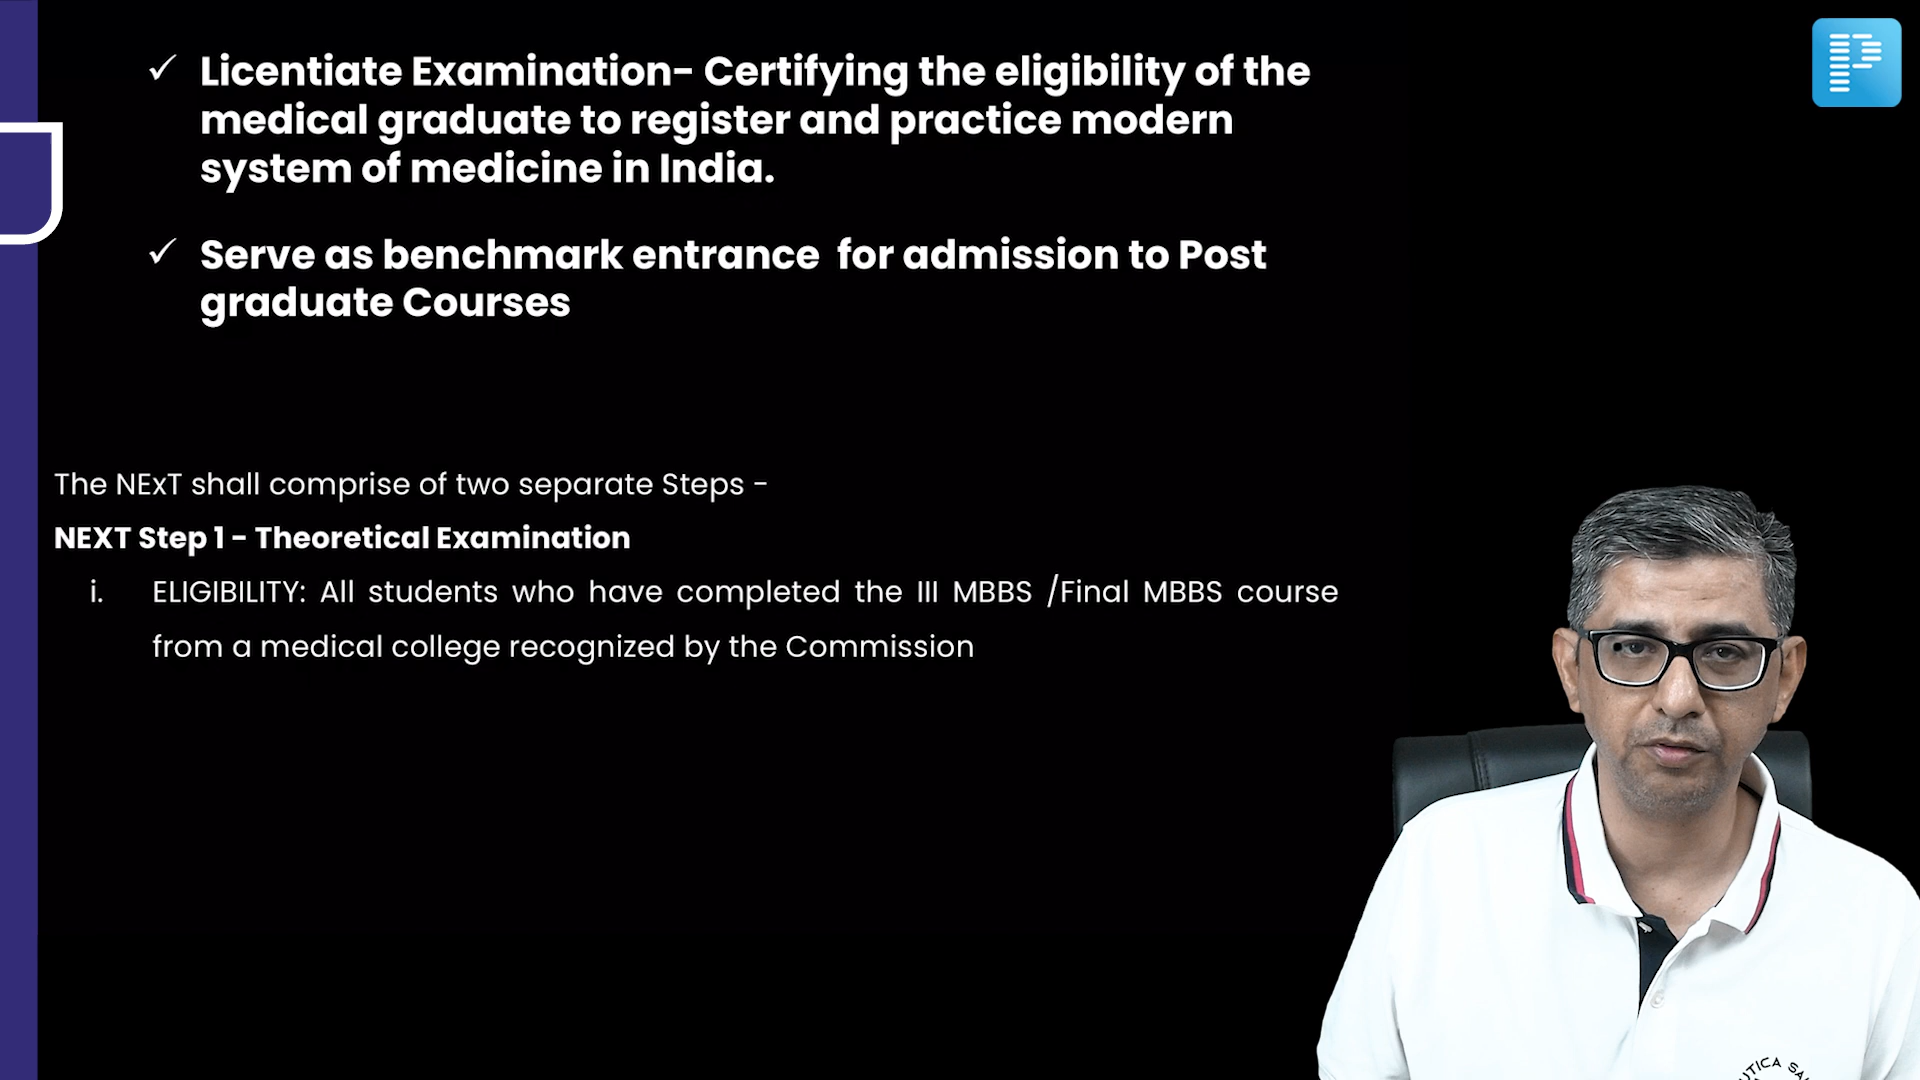 ✓ Licentiate Examination- Certifying the eligibility of the
medical graduate to register and practice modern
system of medicine in India.
✓ Serve as benchmark entrance for admission to Post
graduate Courses
The NExT shall comprise of two separate Steps -
NEXT Step 1 - Theoretical Examination
i. ELIGIBILITY: All students who have completed the III MBBS /Final MBBS course
from a medical college recognized by the Commission